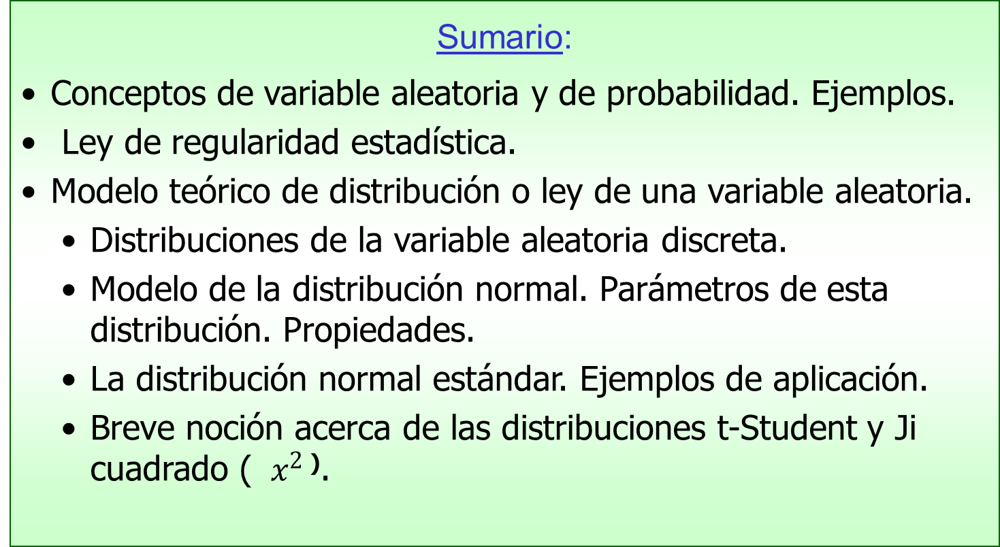 Sumario:
• Conceptos de variable aleatoria y de probabilidad. Ejemplos.
• Ley de regularidad estadística.
• Modelo teórico de distribución o ley de una variable aleatoria.
• Distribuciones de la variable aleatoria discreta.
• Modelo de la distribución normal. Parámetros de esta
distribución. Propiedades.
• La distribución normal estándar. Ejemplos de aplicación.
• Breve noción acerca de las distribuciones t-Student y Ji
cuadrado ( x² ).